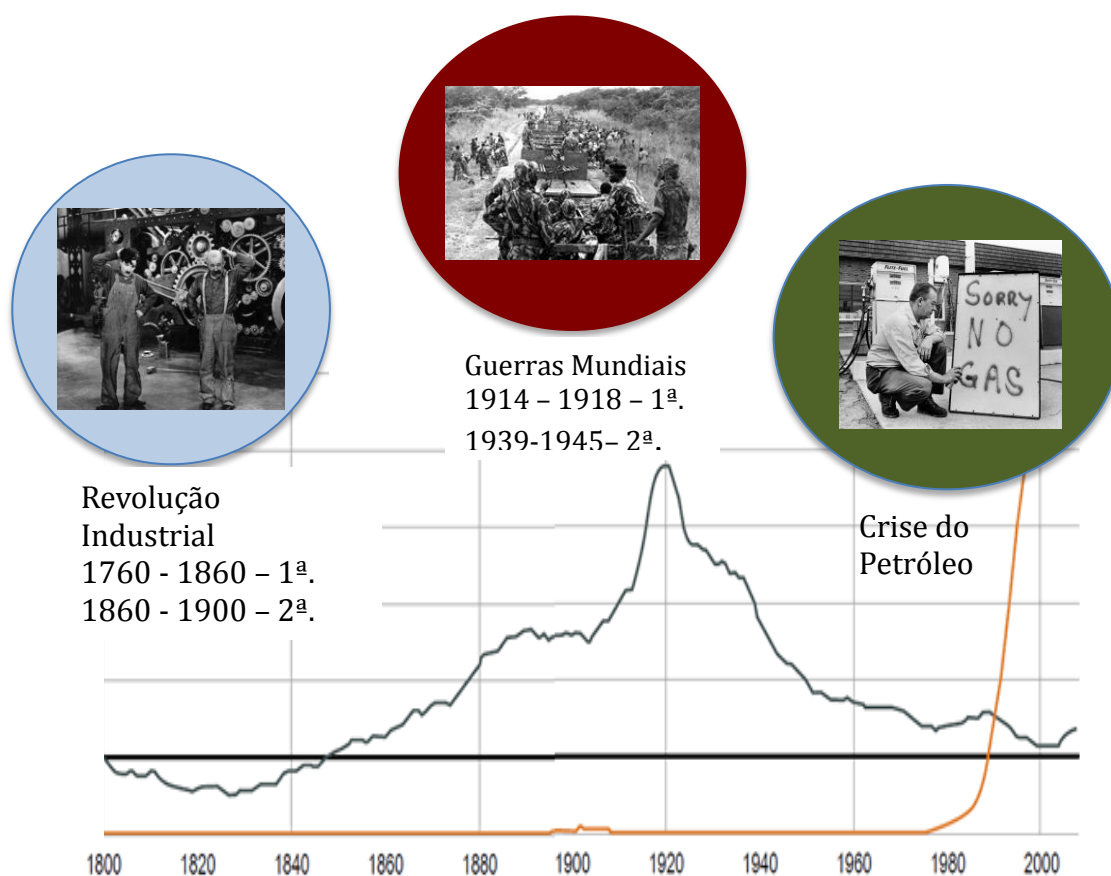 Guerras Mundiais
1914 – 1918 – 1ª.
1939-1945– 2ª.
SORRY
NO
GAS
Revolução
Industrial
1760 - 1860 – 1ª.
1860 - 1900 – 2ª.
Crise do
Petróleo
1800 1820 1840 1860 1880 1900 1920 1940 1960 1980 2000